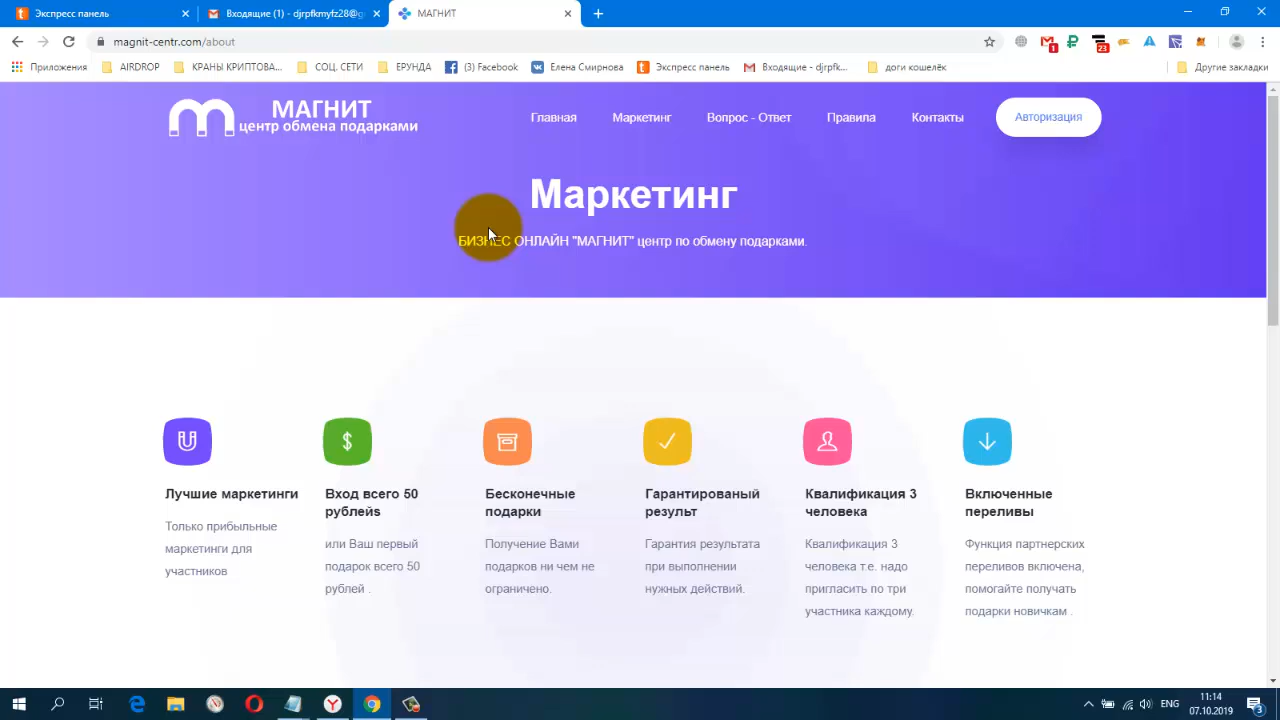 Экспресс панель
Входящие (1) - djrpfkmyfz28@g
МАГНИТ
magnit-centr.com/about
1
23
Приложения
AIRDROP
КРАНЫ КРИПТОВА...
СОЦ. СЕТИ
ЕРУНДА
(3) Facebook
Елена Смирнова
Экспресс панель
Входящие - djrpfk...
доги кошелёк
Другие закладки
МАГНИТ
центр обмена подарками
Главная
Маркетинг
Вопрос - Ответ
Правила
Контакты
Авторизация
Маркетинг
БИЗНЕС ОНЛАЙН "МАГНИТ" центр по обмену подарками.
Лучшие маркетинги
Только прибыльные
маркетинги для
участников
Вход всего 50
рублейs
или Ваш первый
подарок всего 50
рублей .
Бесконечные
подарки
Получение Вами
подарков ни чем не
ограничено.
Гарантированый
результ
Гарантия результата
при выполнении
нужных действий.
Квалификация 3
человека
Квалификация 3
человека т.е. надо
пригласить по три
участника каждому.
Включенные
переливы
Функция партнерских
переливов включена,
помогайте получать
подарки новичкам .
ENG
11:14
07.10.2019
3